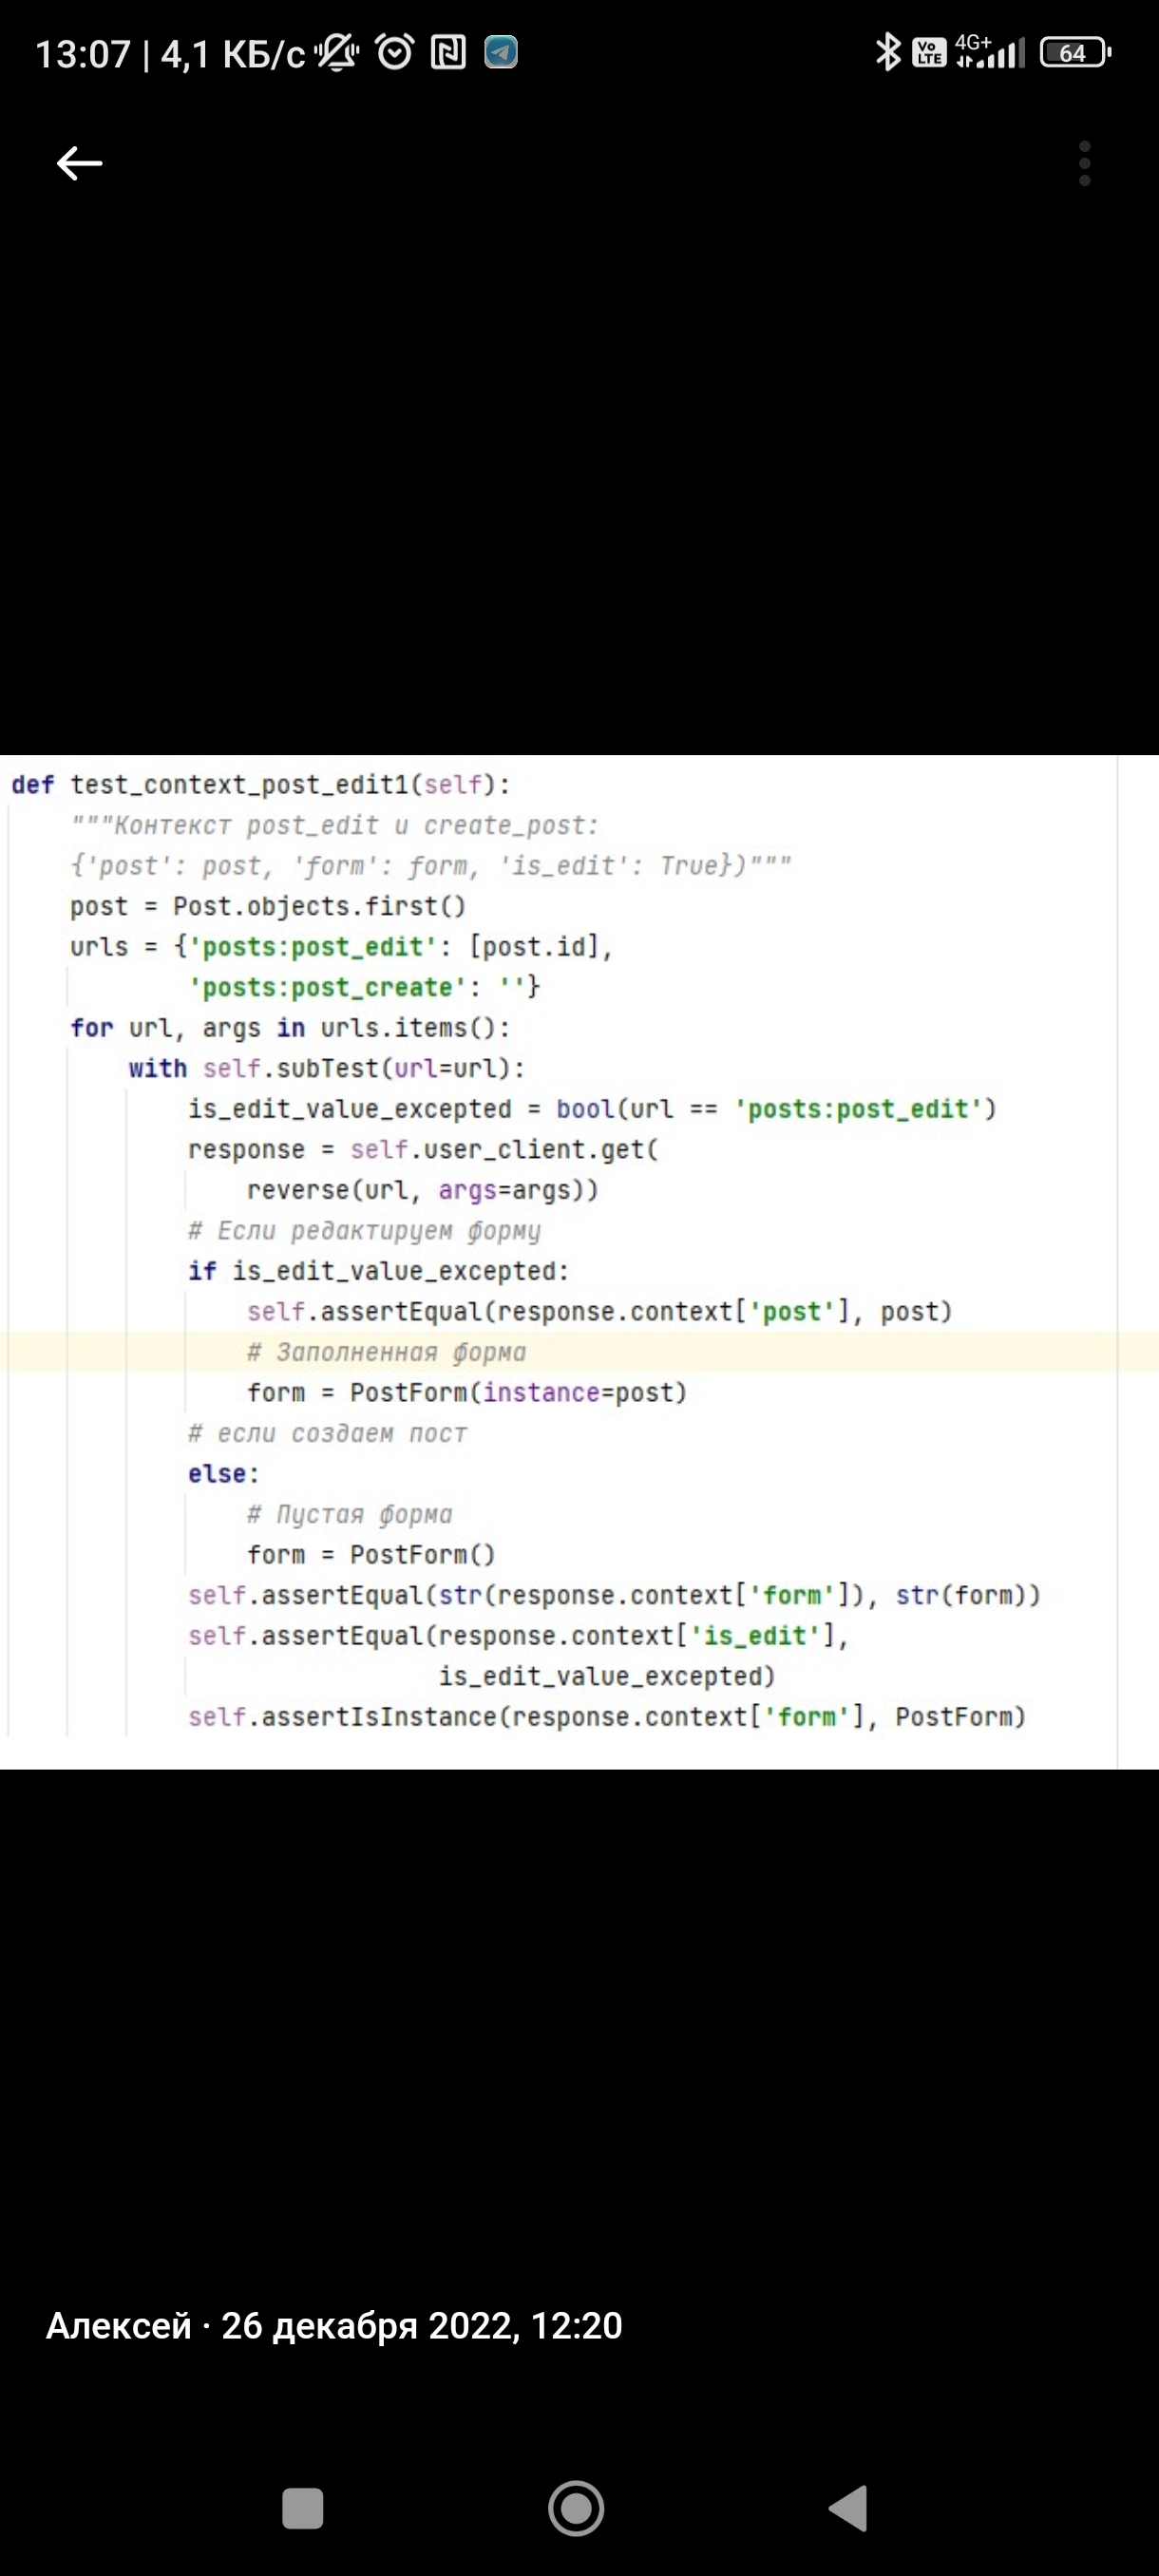 13:07 | 4,1 КБ/с
Vo LTE 4G+ 64
def test_context_post_edit1(self):
    """Контекст post_edit и create_post:
    {'post': post, 'form': form, 'is_edit': True})"""
    post = Post.objects.first()
    urls = {'posts:post_edit': [post.id],
            'posts:post_create': ''}
    for url, args in urls.items():
        with self.subTest(url=url):
            is_edit_value_excepted = bool(url == 'posts:post_edit')
            response = self.user_client.get(
                reverse(url, args=args))
            # Если редактируем форму
            if is_edit_value_excepted:
                self.assertEqual(response.context['post'], post)
                # Заполненная форма
                form = PostForm(instance=post)
            # если создаем пост
            else:
                # Пустая форма
                form = PostForm()
            self.assertEqual(str(response.context['form']), str(form))
            self.assertEqual(response.context['is_edit'],
                             is_edit_value_excepted)
            self.assertIsInstance(response.context['form'], PostForm)
Алексей · 26 декабря 2022, 12:20